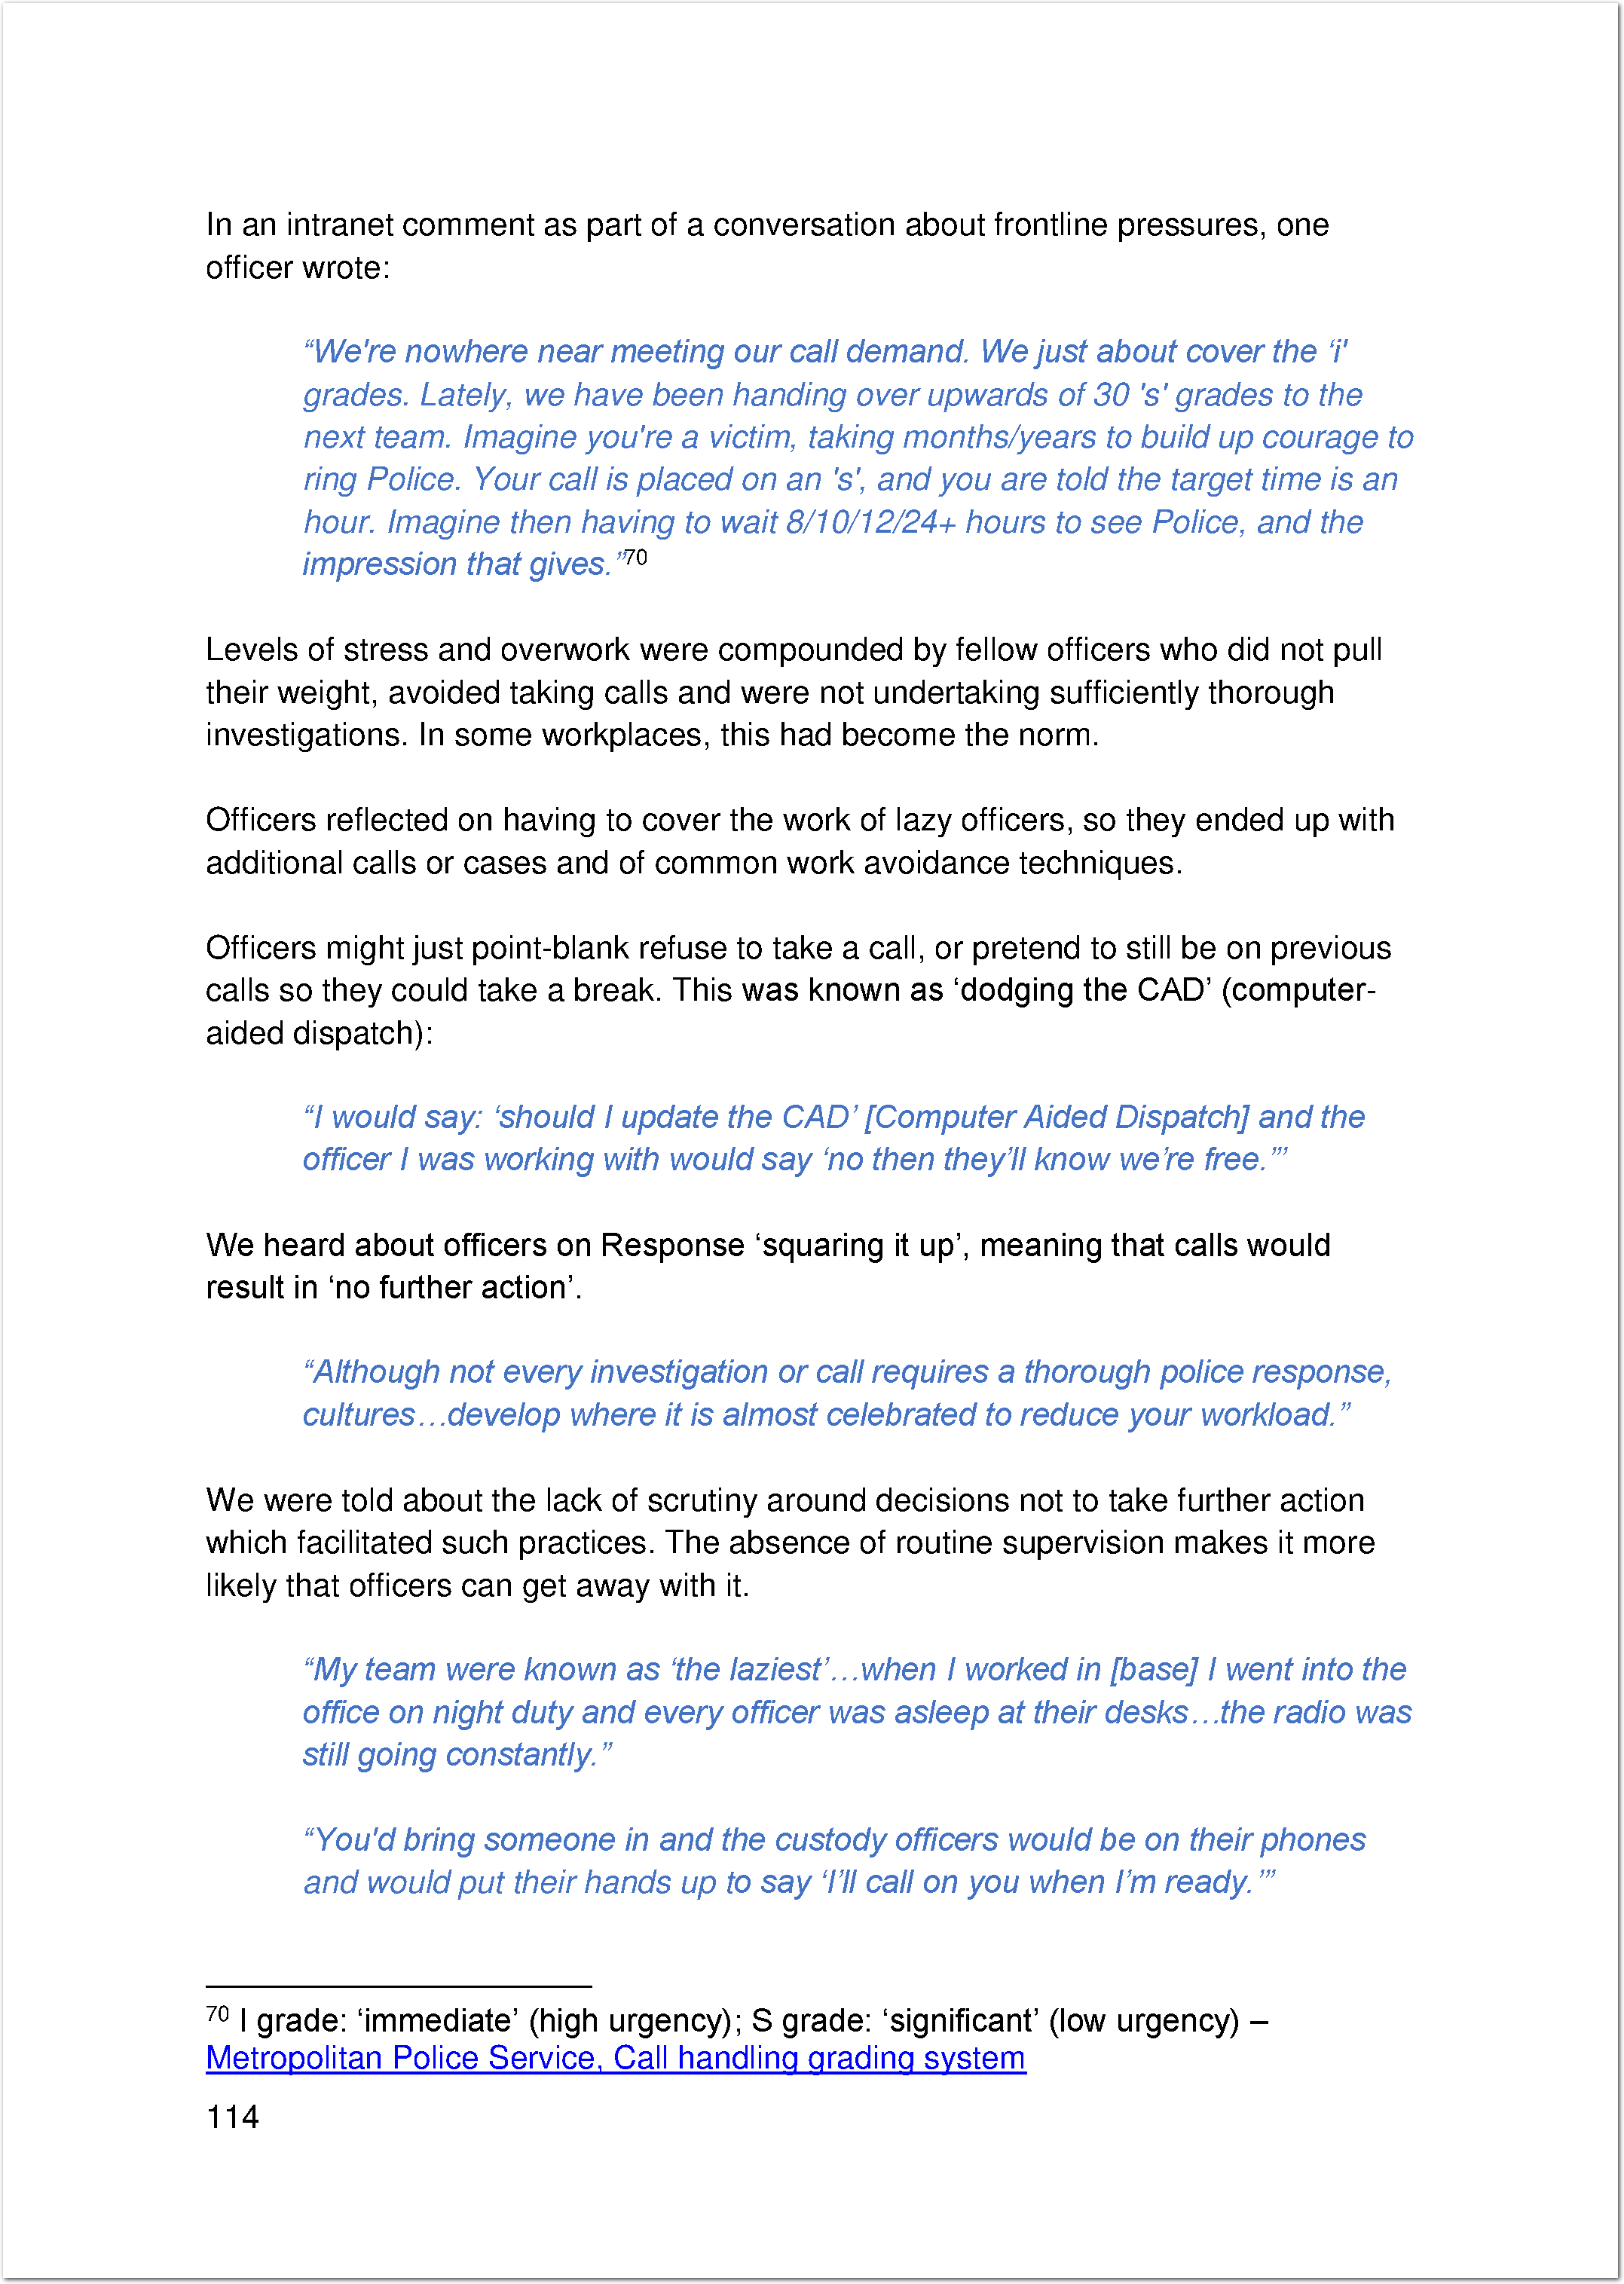 In an intranet comment as part of a conversation about frontline pressures, one
officer wrote:
“We're nowhere near meeting our call demand. We just about cover the ‘i'
grades. Lately, we have been handing over upwards of 30 's' grades to the
next team. Imagine you're a victim, taking months/years to build up courage to
ring Police. Your call is placed on an 's', and you are told the target time is an
hour. Imagine then having to wait 8/10/12/24+ hours to see Police, and the
impression that gives.”70
Levels of stress and overwork were compounded by fellow officers who did not pull
their weight, avoided taking calls and were not undertaking sufficiently thorough
investigations. In some workplaces, this had become the norm.
Officers reflected on having to cover the work of lazy officers, so they ended up with
additional calls or cases and of common work avoidance techniques.
Officers might just point-blank refuse to take a call, or pretend to still be on previous
calls so they could take a break. This was known as ‘dodging the CAD’ (computer-
aided dispatch):
“I would say: ‘should I update the CAD’ [Computer Aided Dispatch] and the
officer I was working with would say ‘no then they’ll know we’re free.”’
We heard about officers on Response ‘squaring it up’, meaning that calls would
result in ‘no further action’.
“Although not every investigation or call requires a thorough police response,
cultures…develop where it is almost celebrated to reduce your workload.”
We were told about the lack of scrutiny around decisions not to take further action
which facilitated such practices. The absence of routine supervision makes it more
likely that officers can get away with it.
“My team were known as ‘the laziest’…when I worked in [base] I went into the
office on night duty and every officer was asleep at their desks…the radio was
still going constantly.”
“You'd bring someone in and the custody officers would be on their phones
and would put their hands up to say ‘I’ll call on you when I’m ready.’”
70 I grade: ‘immediate’ (high urgency); S grade: ‘significant’ (low urgency) –
Metropolitan Police Service, Call handling grading system
114